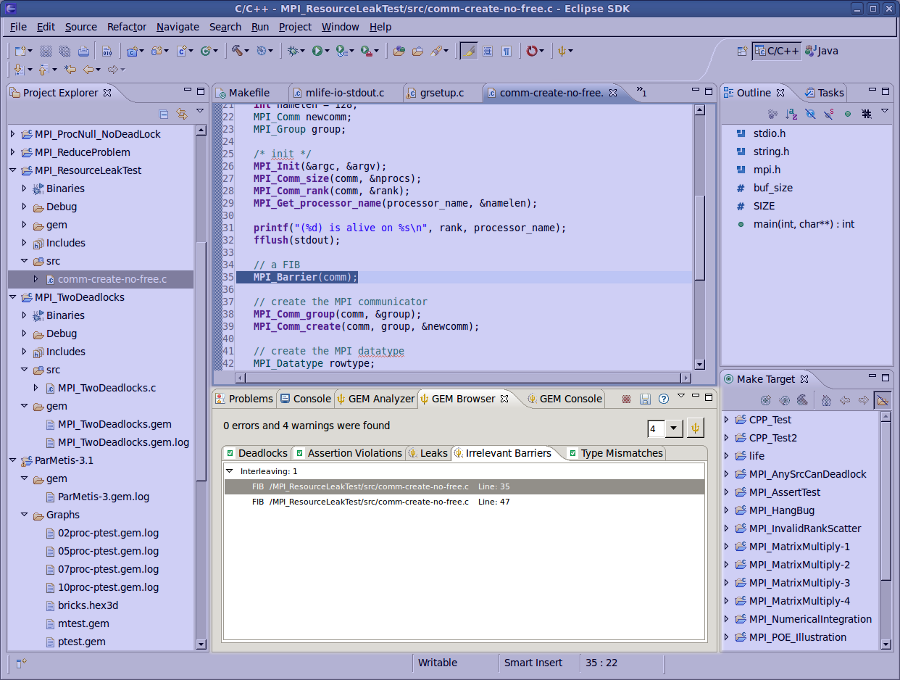 C/C++ - MPI_ResourceLeakTest/src/comm-create-no-free.c - Eclipse SDK
File Edit Source Refactor Navigate Search Run Project Window Help
C/C++ Java
Project Explorer
MPI_ProcNull_NoDeadLock
MPI_ReduceProblem
MPI_ResourceLeakTest
Binaries
Debug
gem
Includes
src
comm-create-no-free.c
MPI_TwoDeadlocks
Binaries
Debug
Includes
src
MPI_TwoDeadlocks.c
gem
MPI_TwoDeadlocks.gem
MPI_TwoDeadlocks.gem.log
ParMetis-3.1
gem
ParMetis-3.gem.log
Graphs
02proc-ptest.gem.log
05proc-ptest.gem.log
07proc-ptest.gem.log
10proc-ptest.gem.log
bricks.hex3d
mtest.gem
ptest.gem
Makefile mlife-io-stdout.c grsetup.c comm-create-no-free. »1
21 int namelen = 128;
22 MPI_Comm newcomm;
23 MPI_Group group;
24
25 /* init */
26 MPI_Init(&argc, &argv);
27 MPI_Comm_size(comm, &nprocs);
28 MPI_Comm_rank(comm, &rank);
29 MPI_Get_processor_name(processor_name, &namelen);
30
31 printf("(%d) is alive on %s\n", rank, processor_name);
32 fflush(stdout);
33
34 // a FIB
35 MPI_Barrier(comm);
36
37 // create the MPI communicator
38 MPI_Comm_group(comm, &group);
39 MPI_Comm_create(comm, group, &newcomm);
40
41 // create the MPI datatype
42 MPI_Datatype rowtype;
Problems Console GEM Analyzer GEM Browser GEM Console
0 errors and 4 warnings were found
4
Deadlocks Assertion Violations Leaks Irrelevant Barriers Type Mismatches
Interleaving: 1
FIB /MPI_ResourceLeakTest/src/comm-create-no-free.c Line: 35
FIB /MPI_ResourceLeakTest/src/comm-create-no-free.c Line: 47
Outline Tasks
stdio.h
string.h
mpi.h
buf_size
SIZE
main(int, char**) : int
Make Target
CPP_Test
CPP_Test2
life
MPI_AnySrcCanDeadlock
MPI_AssertTest
MPI_HangBug
MPI_InvalidRankScatter
MPI_MatrixMultiply-1
MPI_MatrixMultiply-2
MPI_MatrixMultiply-3
MPI_MatrixMultiply-4
MPI_NumericalIntegration
MPI_POE_Illustration
Writable Smart Insert 35 : 22